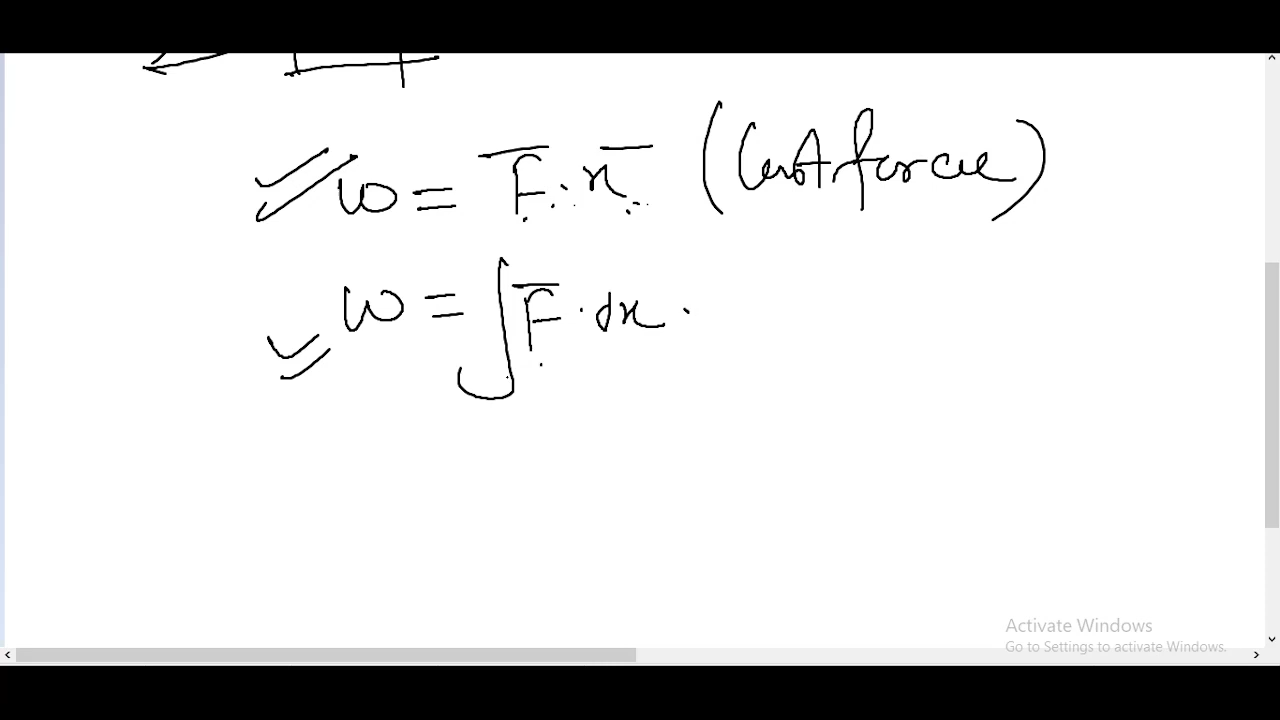 W = F̅ . x̅ (Const force)
W = ∫ F̅ . dx .
Activate Windows
Go to Settings to activate Windows.